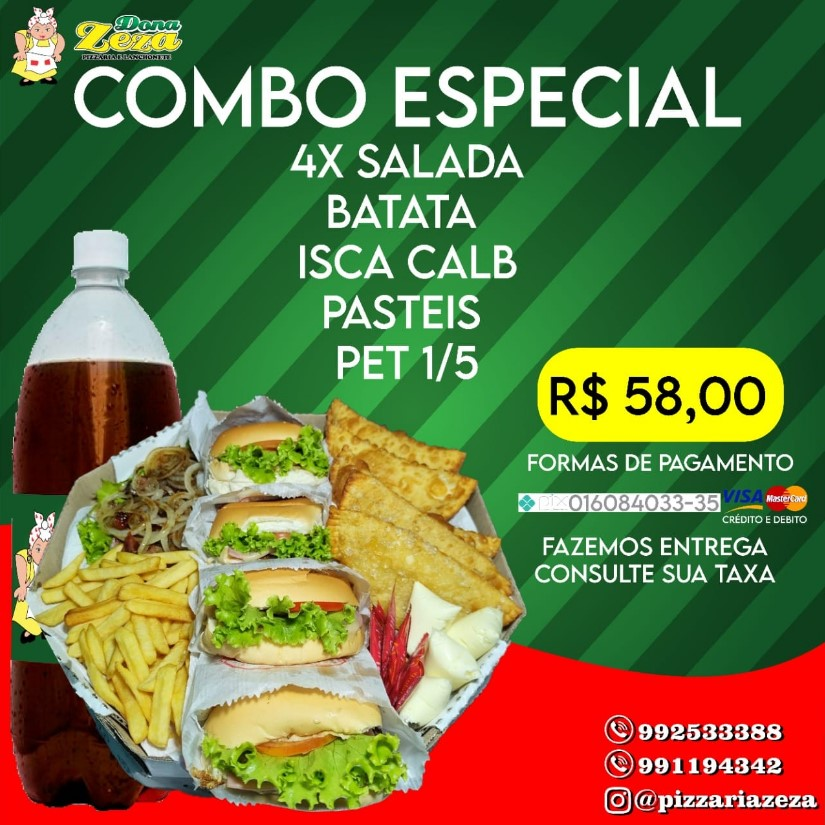 Dona
Zeza
PIZZARIA E LANCHONETE
COMBO ESPECIAL
4X SALADA
BATATA
ISCA CALB
PASTEIS
PET 1/5
R$ 58,00
FORMAS DE PAGAMENTO
pix 016084033-35 VISA MasterCard
CRÉDITO E DEBITO
FAZEMOS ENTREGA
CONSULTE SUA TAXA
992533388
991194342
@pizzariazeza